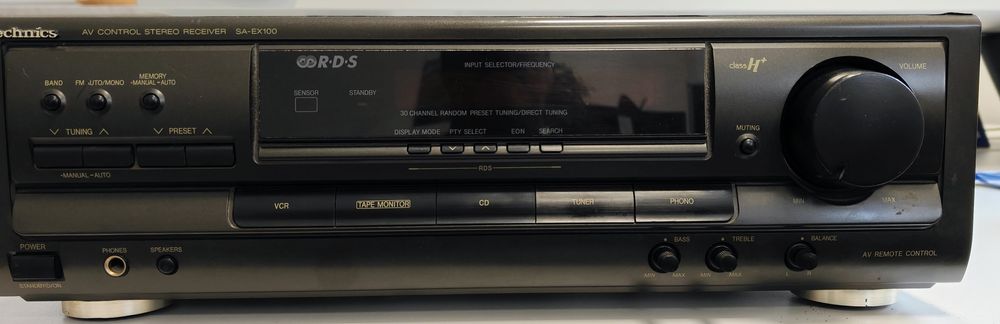 echnics AV CONTROL STEREO RECEIVER SA-EX100
R·D·S
INPUT SELECTOR/FREQUENCY
class H+
VOLUME
BAND
FM AUTO/MONO
MEMORY
-MANUAL -AUTO
SENSOR
STANDBY
30 CHANNEL RANDOM PRESET TUNING/DIRECT TUNING
TUNING
PRESET
DISPLAY MODE PTY SELECT EON SEARCH
MUTING
-MANUAL -AUTO
RDS
MIN MAX
VCR
TAPE MONITOR
CD
TUNER
PHONO
POWER
PHONES
SPEAKERS
BASS
TREBLE
BALANCE
AV REMOTE CONTROL
MIN MAX
MIN MAX
L R
STANDBY/ON